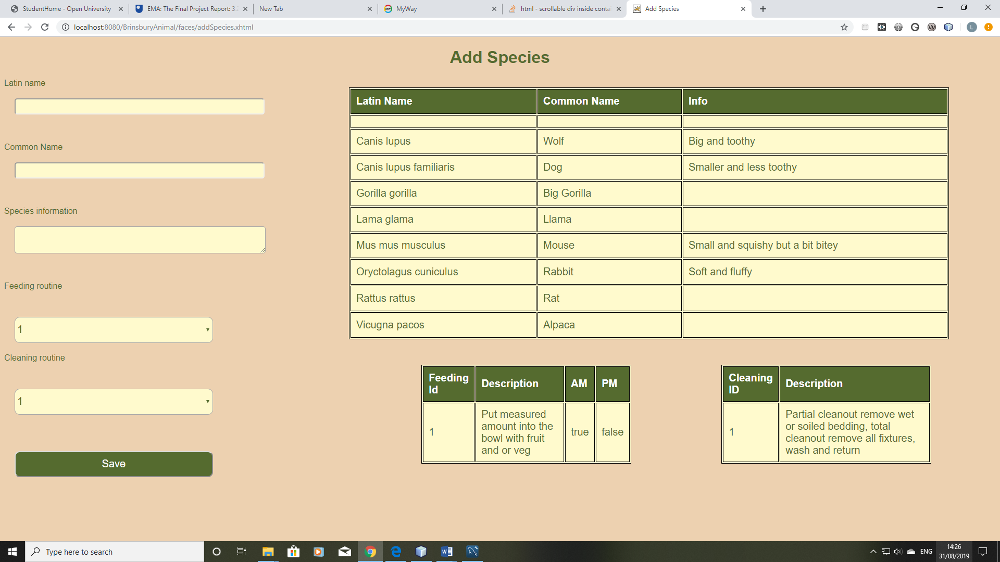 StudentHome - Open University
EMA: The Final Project Report: 3.
New Tab
MyWay
html - scrollable div inside conta
Add Species
localhost:8080/BrinsburyAnimal/faces/addSpecies.xhtml
L
Add Species
Latin name
Common Name
Species information
Feeding routine
1
Cleaning routine
1
Save
Latin Name Common Name Info
Canis lupus Wolf Big and toothy
Canis lupus familiaris Dog Smaller and less toothy
Gorilla gorilla Big Gorilla
Lama glama Llama
Mus mus musculus Mouse Small and squishy but a bit bitey
Oryctolagus cuniculus Rabbit Soft and fluffy
Rattus rattus Rat
Vicugna pacos Alpaca
Feeding
Id
Description AM PM
1
Put measured
amount into the
bowl with fruit
and or veg
true false
Cleaning
ID
Description
1
Partial cleanout remove wet
or soiled bedding, total
cleanout remove all fixtures,
wash and return
Type here to search
ENG
14:26
31/08/2019